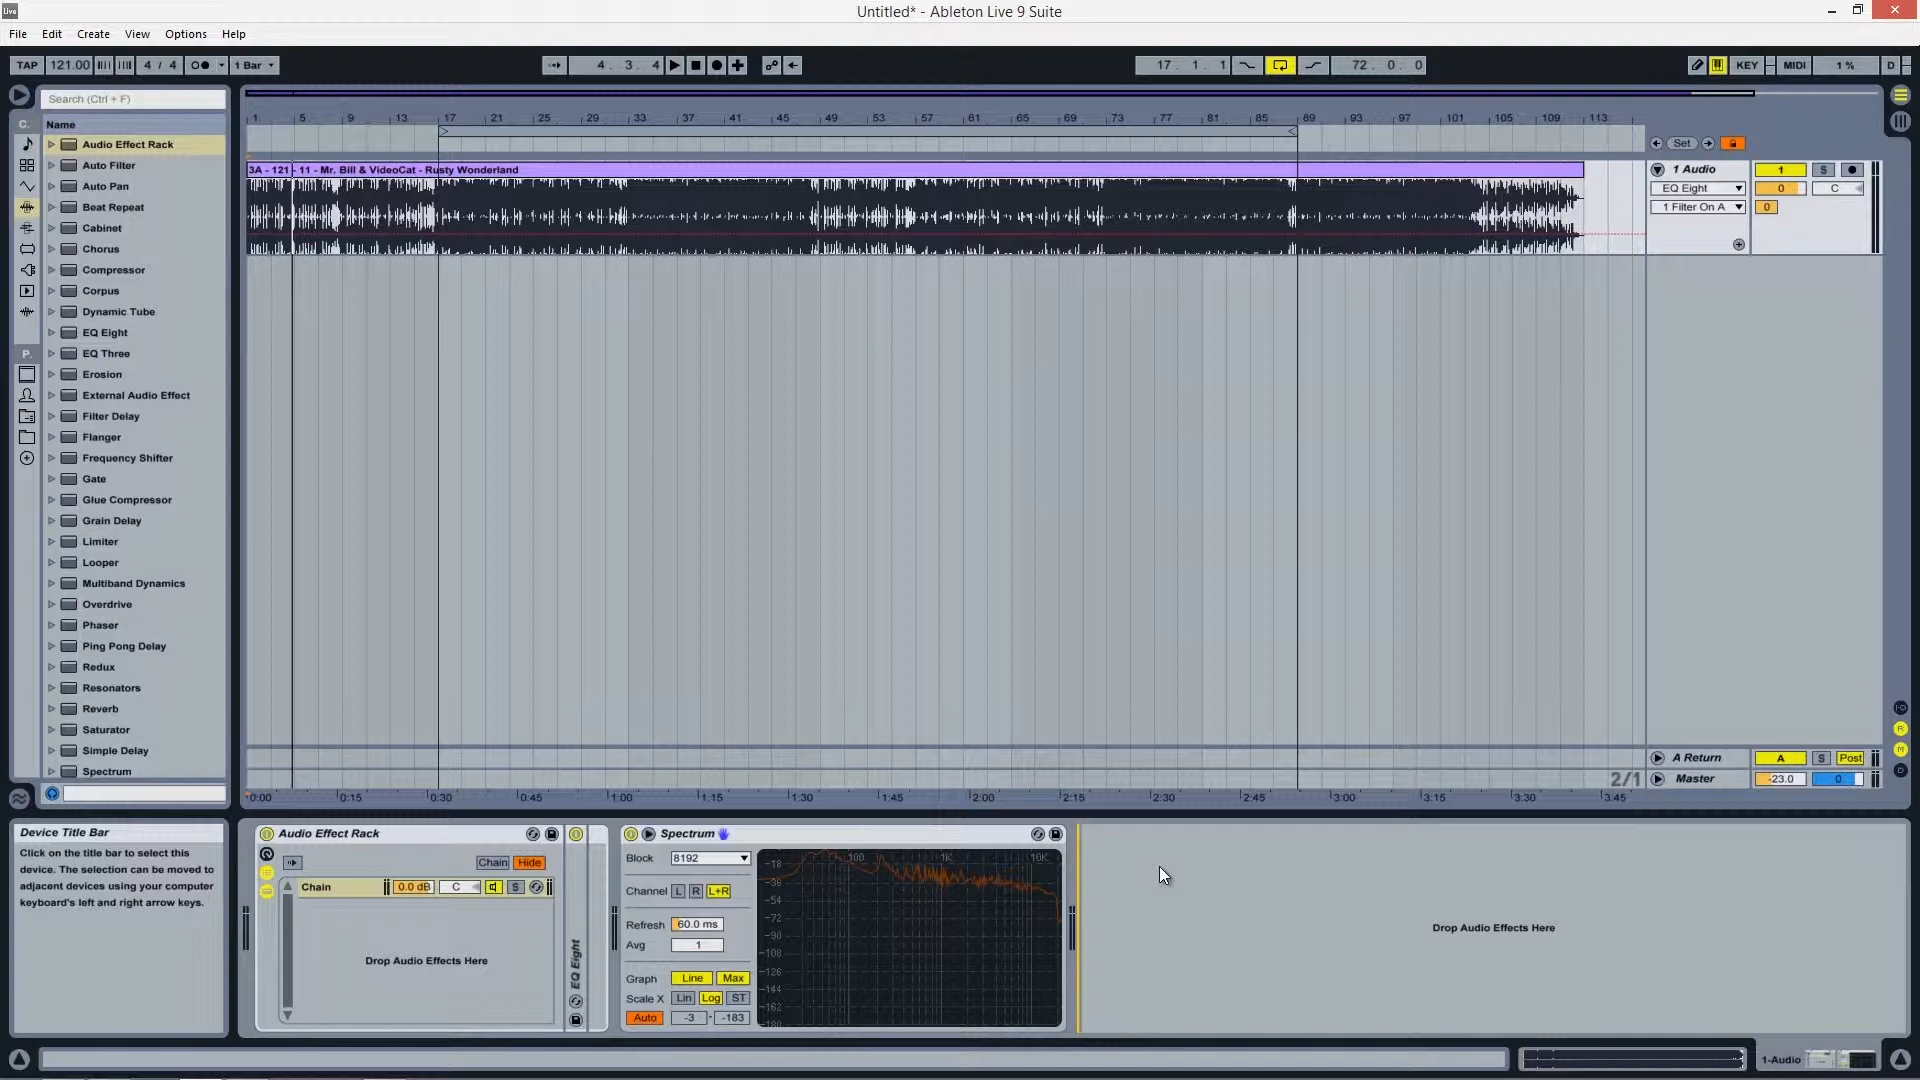 Live
Untitled* - Ableton Live 9 Suite
File Edit Create View Options Help
TAP 121.00 4 / 4 1 Bar 4. 3. 4 17. 1. 1 72. 0. 0 KEY MIDI 1 % D
Search (Ctrl + F)
C.
Name
Audio Effect Rack
Auto Filter
Auto Pan
Beat Repeat
Cabinet
Chorus
Compressor
Corpus
Dynamic Tube
EQ Eight
EQ Three
P.
Erosion
External Audio Effect
Filter Delay
Flanger
Frequency Shifter
Gate
Glue Compressor
Grain Delay
Limiter
Looper
Multiband Dynamics
Overdrive
Phaser
Ping Pong Delay
Redux
Resonators
Reverb
Saturator
Simple Delay
Spectrum
1 5 9 13 17 21 25 29 33 37 41 45 49 53 57 61 65 69 73 77 81 85 89 93 97 101 105 109 113
Set
3A - 121 - 11 - Mr. Bill & VideoCat - Rusty Wonderland
1 Audio 1 S
EQ Eight 0 C
1 Filter On A 0
A Return A S Post
2/1 Master -23.0 0
0:00 0:15 0:30 0:45 1:00 1:15 1:30 1:45 2:00 2:15 2:30 2:45 3:00 3:15 3:30 3:45
R
M
D
Device Title Bar
Click on the title bar to select this
device. The selection can be moved to
adjacent devices using your computer
keyboard's left and right arrow keys.
Audio Effect Rack
Chain Hide
Chain 0.0 dB C S
Drop Audio Effects Here
EQ Eight
Spectrum
Block 8192
Channel L R L+R
Refresh 60.0 ms
Avg 1
Graph Line Max
Scale X Lin Log ST
Auto -3 - -183
100 1K 10K
-18
-36
-54
-72
-90
-108
-126
-144
-162
-180
Drop Audio Effects Here
1-Audio